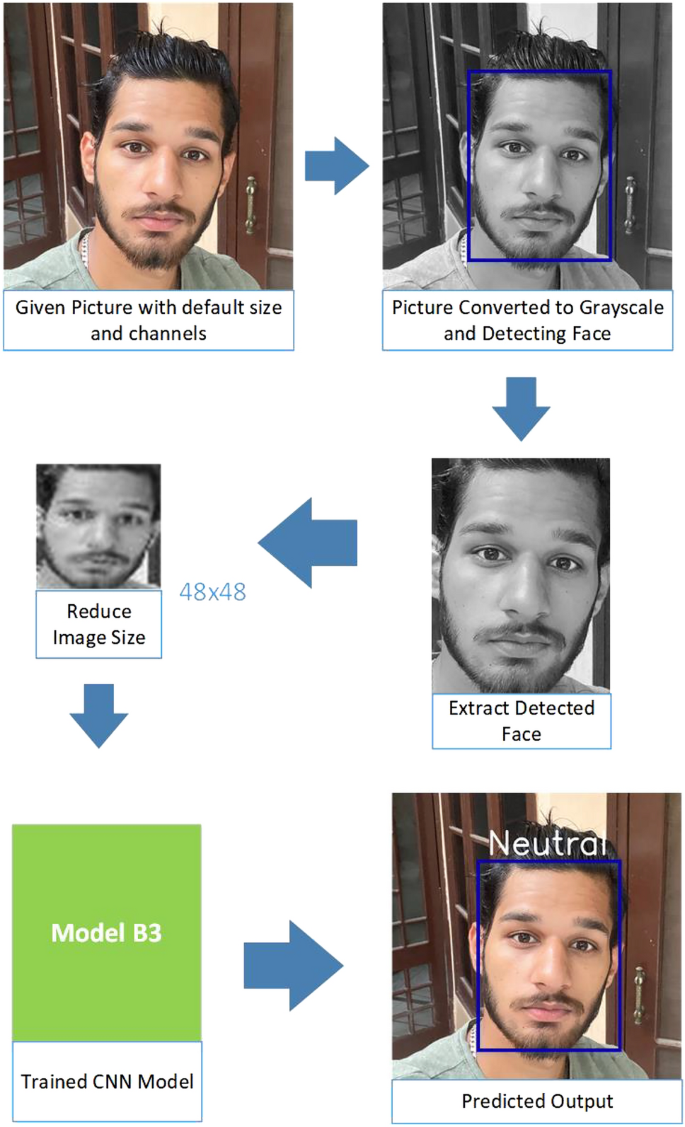 Given Picture with default size
and channels
Picture Converted to Grayscale
and Detecting Face
Extract Detected
Face
48x48
Reduce
Image Size
Model B3
Trained CNN Model
Neutral
Predicted Output